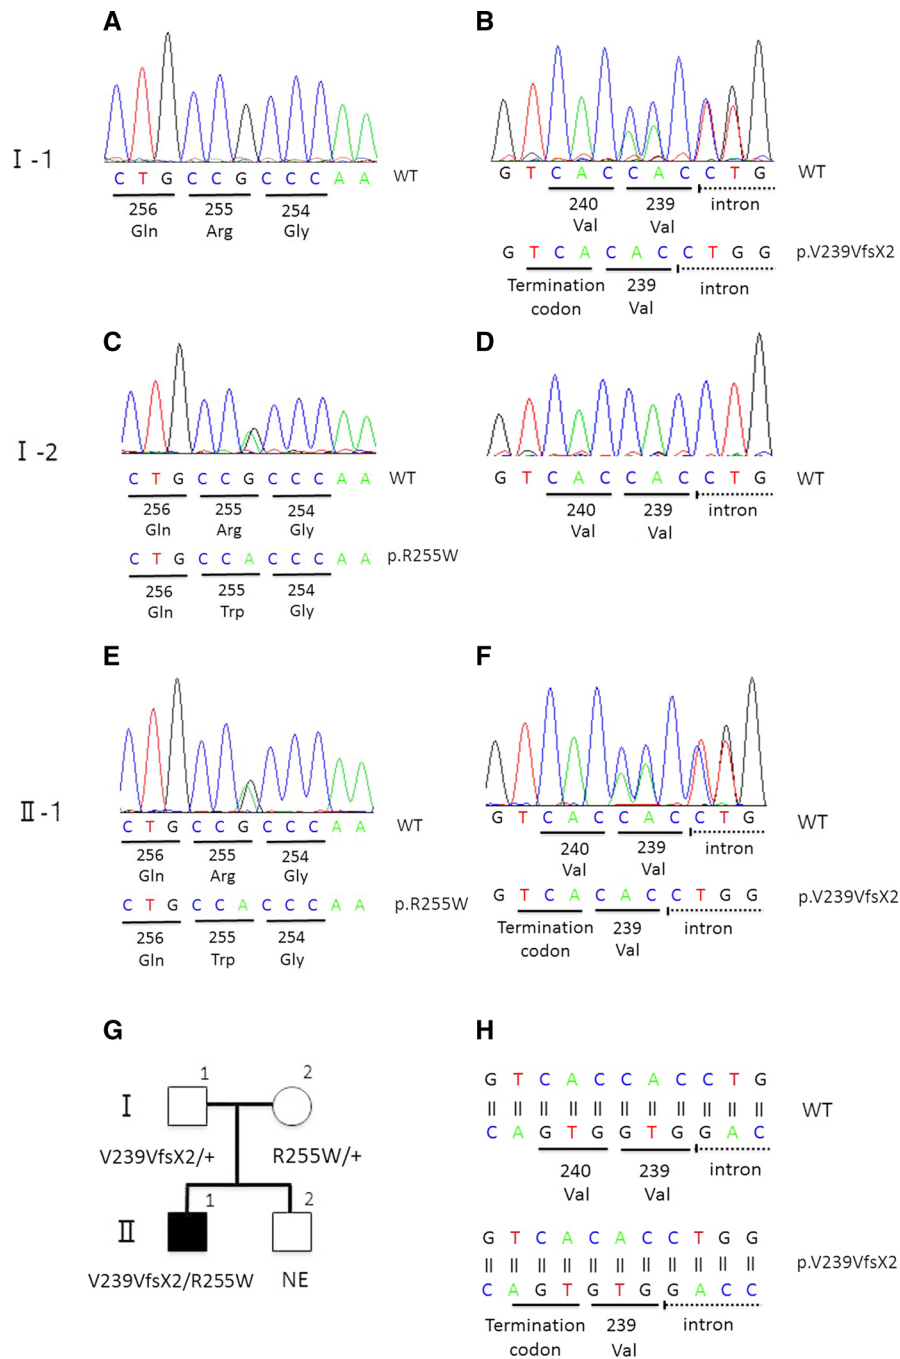 A
B
Ⅰ-1
C T G C C G C C C A A WT
256 255 254
Gln Arg Gly
G T C A C C A C C T G WT
240 239 intron
Val Val
G T C A C A C C T G G p.V239VfsX2
Termination 239 intron
codon Val
C
D
Ⅰ-2
C T G C C G C C C A A WT
256 255 254
Gln Arg Gly
C T G C C A C C C A A p.R255W
256 255 254
Gln Trp Gly
G T C A C C A C C T G WT
240 239 intron
Val Val
E
F
Ⅱ-1
C T G C C G C C C A A WT
256 255 254
Gln Arg Gly
C T G C C A C C C A A p.R255W
256 255 254
Gln Trp Gly
G T C A C C A C C T G WT
240 239 intron
Val Val
G T C A C A C C T G G p.V239VfsX2
Termination 239 intron
codon Val
G
1 2
Ⅰ
V239VfsX2/+ R255W/+
1 2
Ⅱ
V239VfsX2/R255W NE
H
G T C A C C A C C T G
WT
C A G T G G T G G A C
240 239 intron
Val Val
G T C A C A C C T G G
p.V239VfsX2
C A G T G T G G A C C
Termination 239 intron
codon Val